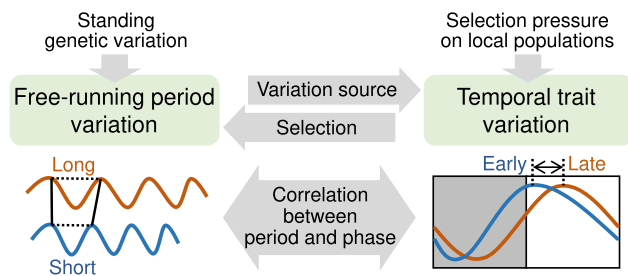 Standing
genetic variation
Selection pressure
on local populations
Free-running period
variation
Variation source
Selection
Temporal trait
variation
Long
Short
Correlation
between
period and phase
Early
Late